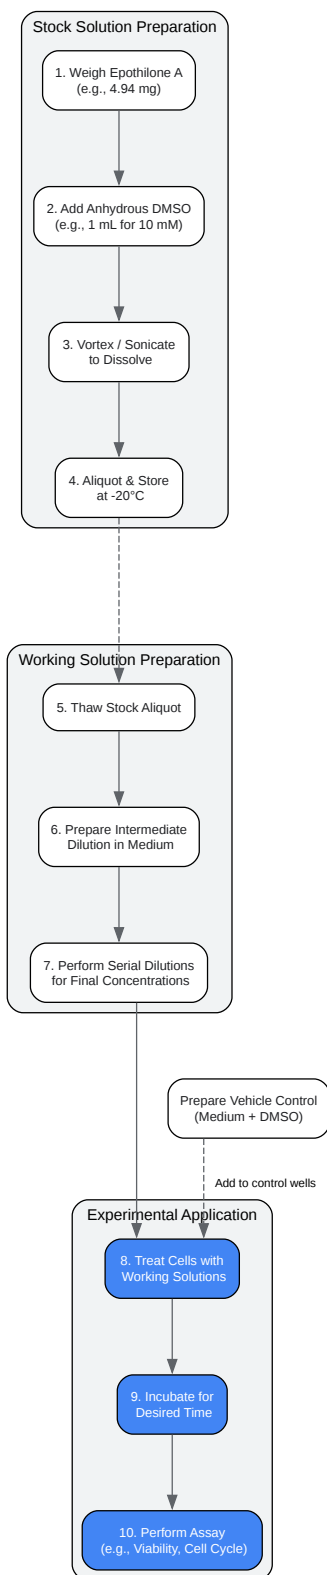 Stock Solution Preparation
1. Weigh Epothilone A
(e.g., 4.94 mg)
2. Add Anhydrous DMSO
(e.g., 1 mL for 10 mM)
3. Vortex / Sonicate
to Dissolve
4. Aliquot & Store
at -20°C
Working Solution Preparation
5. Thaw Stock Aliquot
6. Prepare Intermediate
Dilution in Medium
7. Perform Serial Dilutions
for Final Concentrations
Prepare Vehicle Control
(Medium + DMSO)
Add to control wells
Experimental Application
8. Treat Cells with
Working Solutions
9. Incubate for
Desired Time
10. Perform Assay
(e.g., Viability, Cell Cycle)